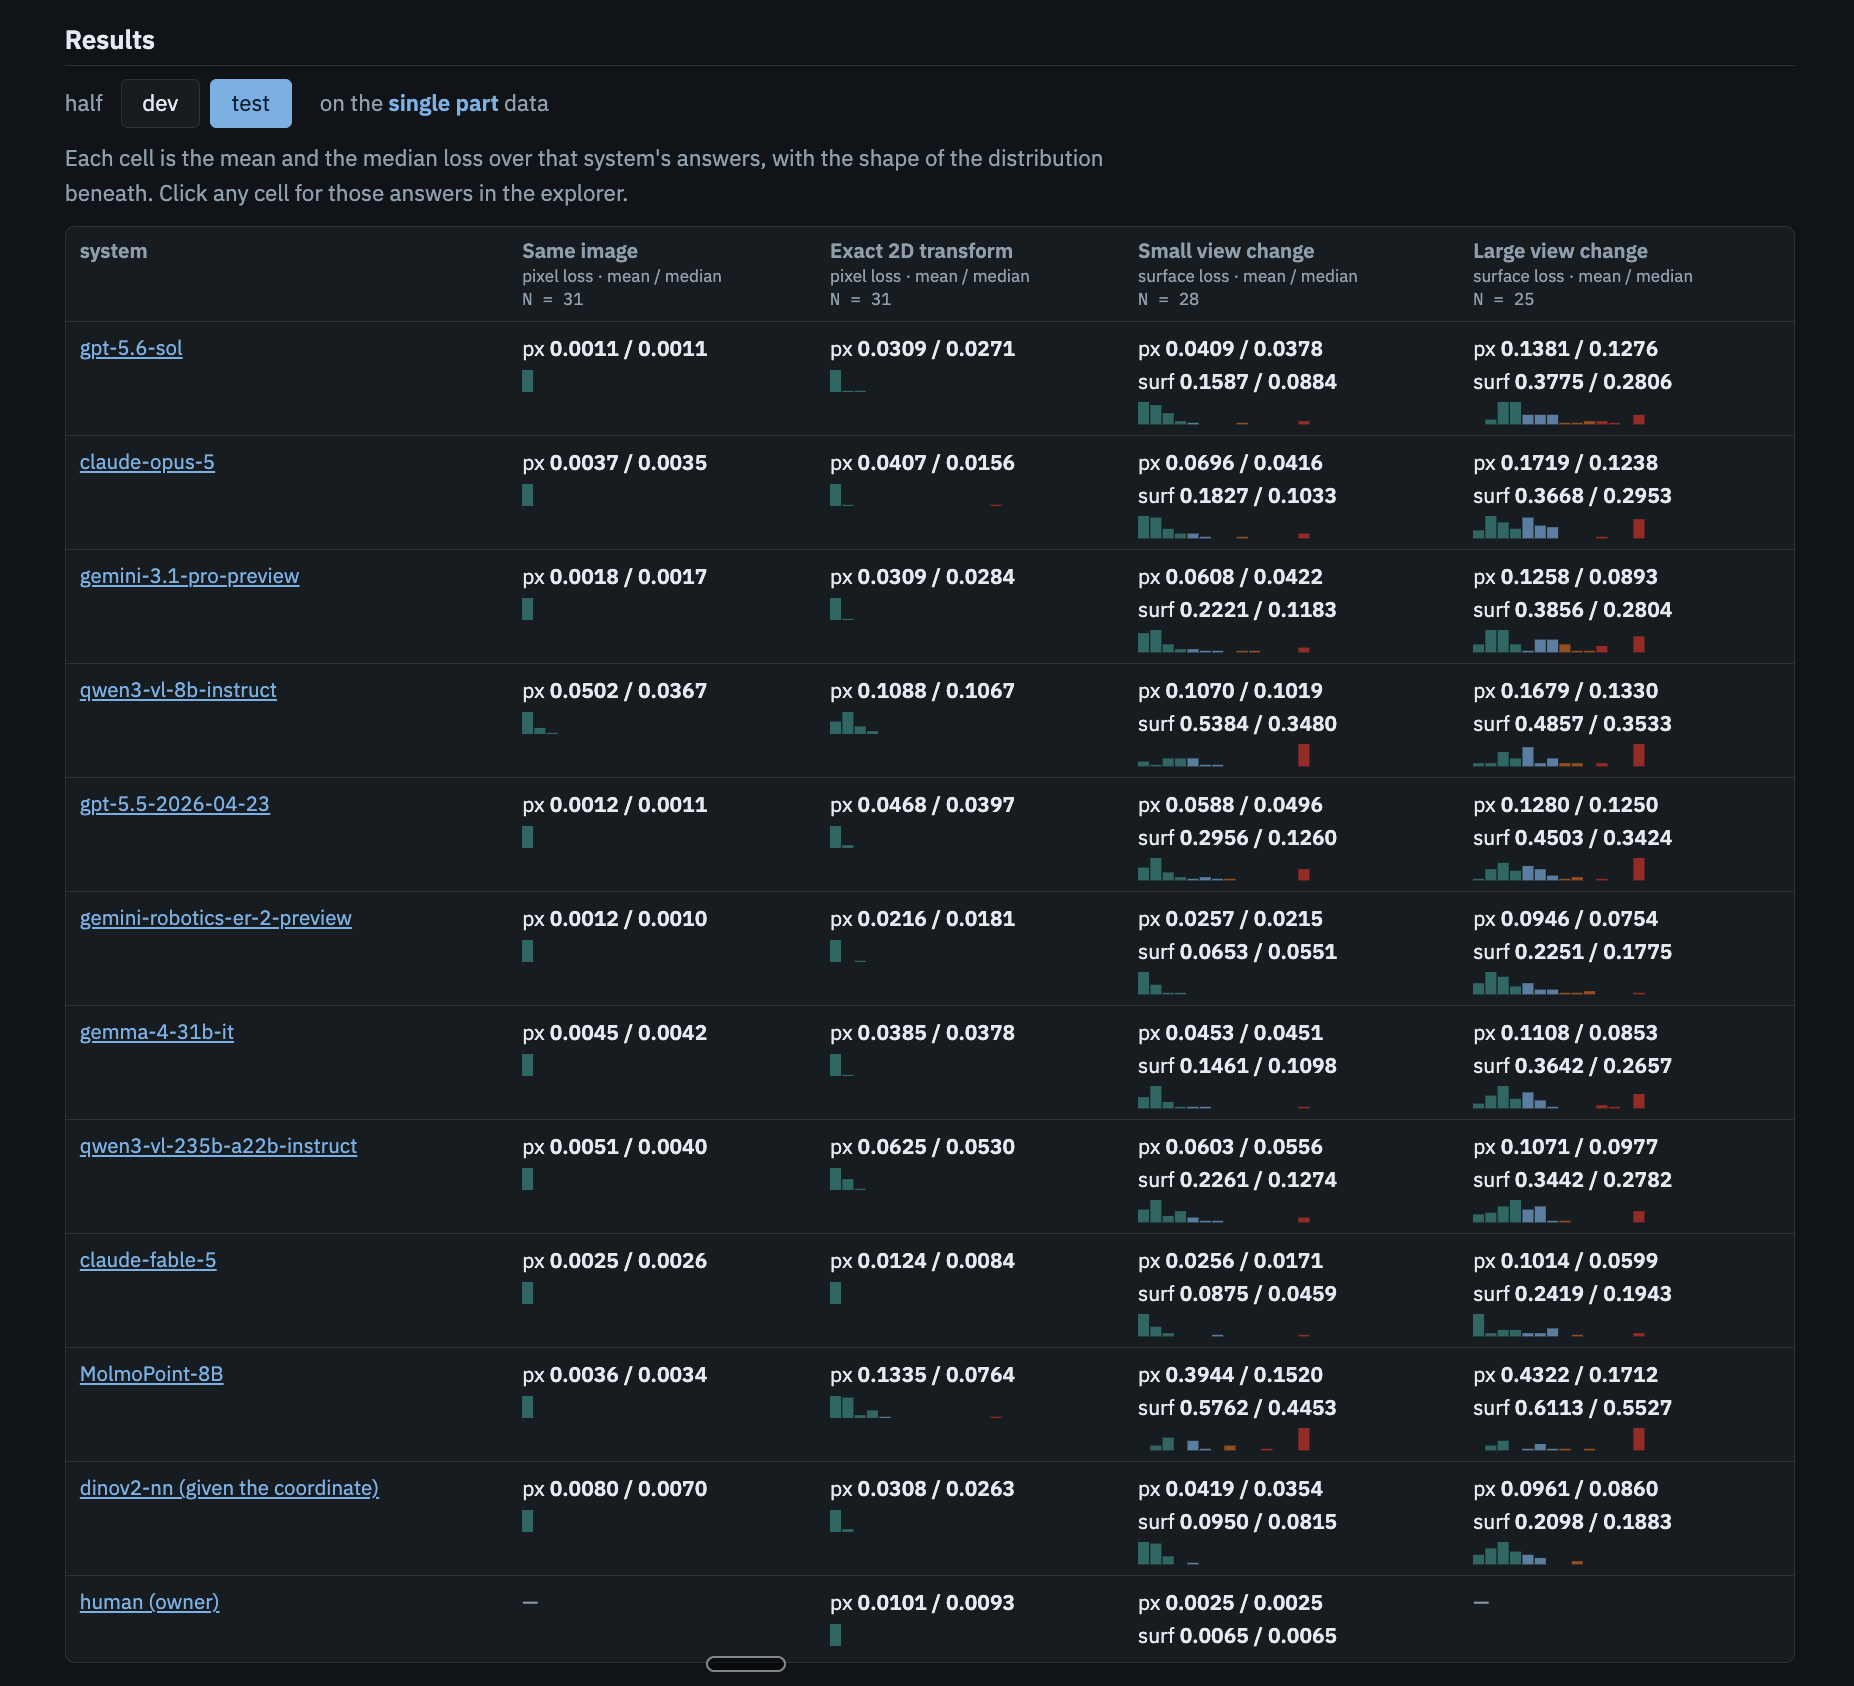 Results
half dev test on the single part data
Each cell is the mean and the median loss over that system's answers, with the shape of the distribution
beneath. Click any cell for those answers in the explorer.
system Same image Exact 2D transform Small view change Large view change
pixel loss · mean / median pixel loss · mean / median surface loss · mean / median surface loss · mean / median
N = 31 N = 31 N = 28 N = 25
gpt-5.6-sol px 0.0011 / 0.0011 px 0.0309 / 0.0271 px 0.0409 / 0.0378 px 0.1381 / 0.1276
surf 0.1587 / 0.0884 surf 0.3775 / 0.2806
claude-opus-5 px 0.0037 / 0.0035 px 0.0407 / 0.0156 px 0.0696 / 0.0416 px 0.1719 / 0.1238
surf 0.1827 / 0.1033 surf 0.3668 / 0.2953
gemini-3.1-pro-preview px 0.0018 / 0.0017 px 0.0309 / 0.0284 px 0.0608 / 0.0422 px 0.1258 / 0.0893
surf 0.2221 / 0.1183 surf 0.3856 / 0.2804
qwen3-vl-8b-instruct px 0.0502 / 0.0367 px 0.1088 / 0.1067 px 0.1070 / 0.1019 px 0.1679 / 0.1330
surf 0.5384 / 0.3480 surf 0.4857 / 0.3533
gpt-5.5-2026-04-23 px 0.0012 / 0.0011 px 0.0468 / 0.0397 px 0.0588 / 0.0496 px 0.1280 / 0.1250
surf 0.2956 / 0.1260 surf 0.4503 / 0.3424
gemini-robotics-er-2-preview px 0.0012 / 0.0010 px 0.0216 / 0.0181 px 0.0257 / 0.0215 px 0.0946 / 0.0754
surf 0.0653 / 0.0551 surf 0.2251 / 0.1775
gemma-4-31b-it px 0.0045 / 0.0042 px 0.0385 / 0.0378 px 0.0453 / 0.0451 px 0.1108 / 0.0853
surf 0.1461 / 0.1098 surf 0.3642 / 0.2657
qwen3-vl-235b-a22b-instruct px 0.0051 / 0.0040 px 0.0625 / 0.0530 px 0.0603 / 0.0556 px 0.1071 / 0.0977
surf 0.2261 / 0.1274 surf 0.3442 / 0.2782
claude-fable-5 px 0.0025 / 0.0026 px 0.0124 / 0.0084 px 0.0256 / 0.0171 px 0.1014 / 0.0599
surf 0.0875 / 0.0459 surf 0.2419 / 0.1943
MolmoPoint-8B px 0.0036 / 0.0034 px 0.1335 / 0.0764 px 0.3944 / 0.1520 px 0.4322 / 0.1712
surf 0.5762 / 0.4453 surf 0.6113 / 0.5527
dinov2-nn (given the coordinate) px 0.0080 / 0.0070 px 0.0308 / 0.0263 px 0.0419 / 0.0354 px 0.0961 / 0.0860
surf 0.0950 / 0.0815 surf 0.2098 / 0.1883
human (owner) — px 0.0101 / 0.0093 px 0.0025 / 0.0025 —
surf 0.0065 / 0.0065